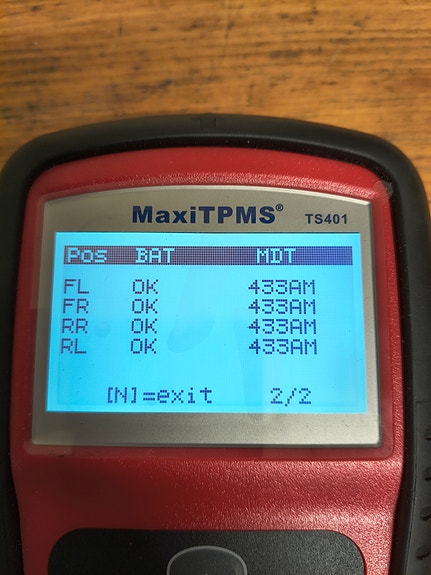 MaxiTPMS® TS401
Pos BAT MDT
FL OK 433AM
FR OK 433AM
RR OK 433AM
RL OK 433AM
[N]=exit 2/2